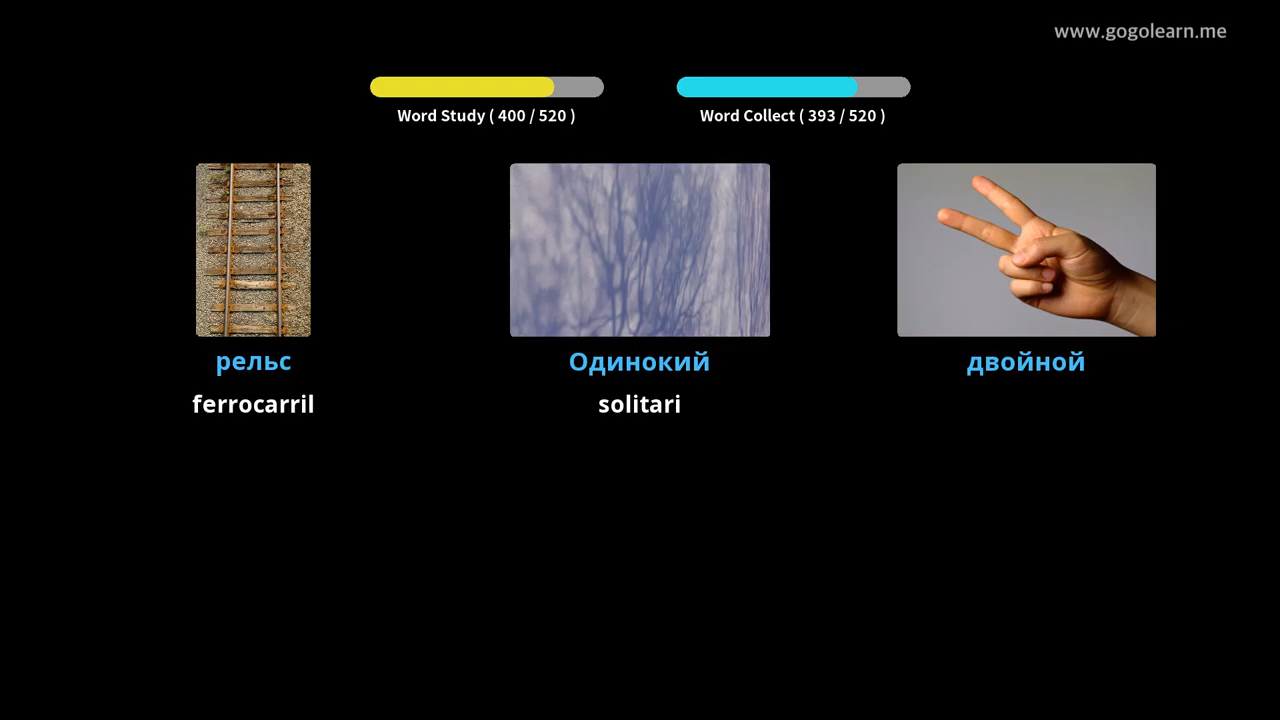 www.gogolearn.me
Word Study ( 400 / 520 )
Word Collect ( 393 / 520 )
рельс
Одинокий
двойной
ferrocarril
solitari